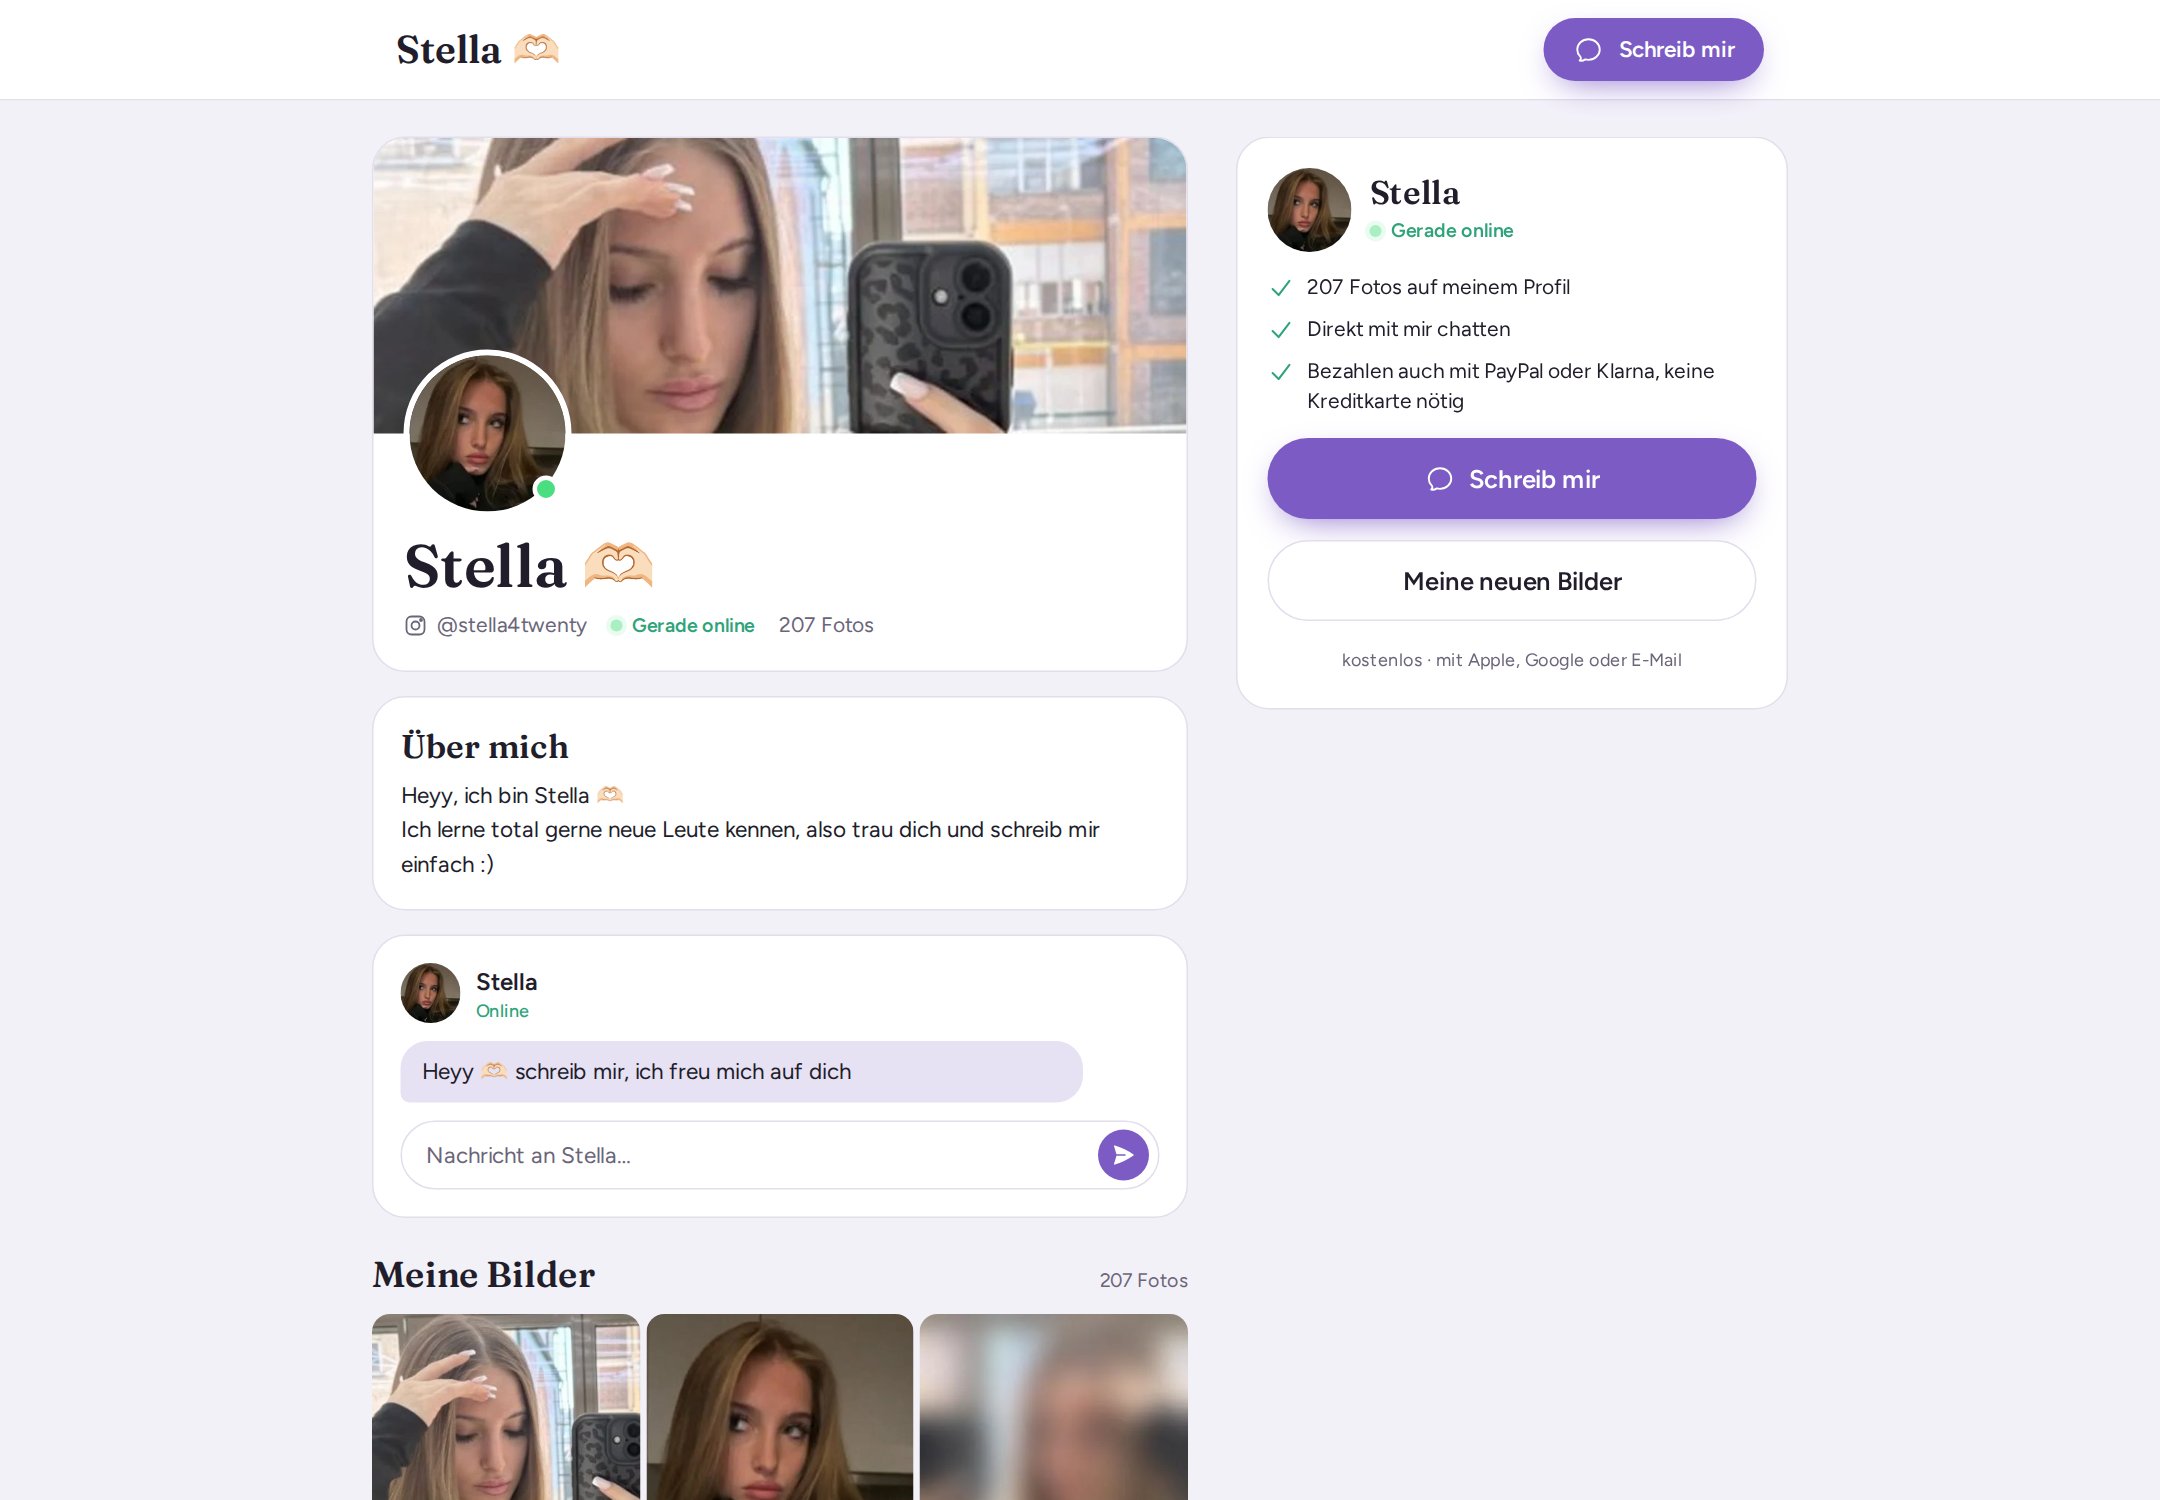 Stella 🫶🏻
Schreib mir
Stella 🫶🏻
@stella4twenty Gerade online 207 Fotos
Über mich
Heyy, ich bin Stella 🫶🏻
Ich lerne total gerne neue Leute kennen, also trau dich und schreib mir
einfach :)
Stella
Online
Heyy 🫶🏻 schreib mir, ich freu mich auf dich
Nachricht an Stella...
Meine Bilder
207 Fotos
Stella
Gerade online
207 Fotos auf meinem Profil
Direkt mit mir chatten
Bezahlen auch mit PayPal oder Klarna, keine
Kreditkarte nötig
Schreib mir
Meine neuen Bilder
kostenlos · mit Apple, Google oder E-Mail